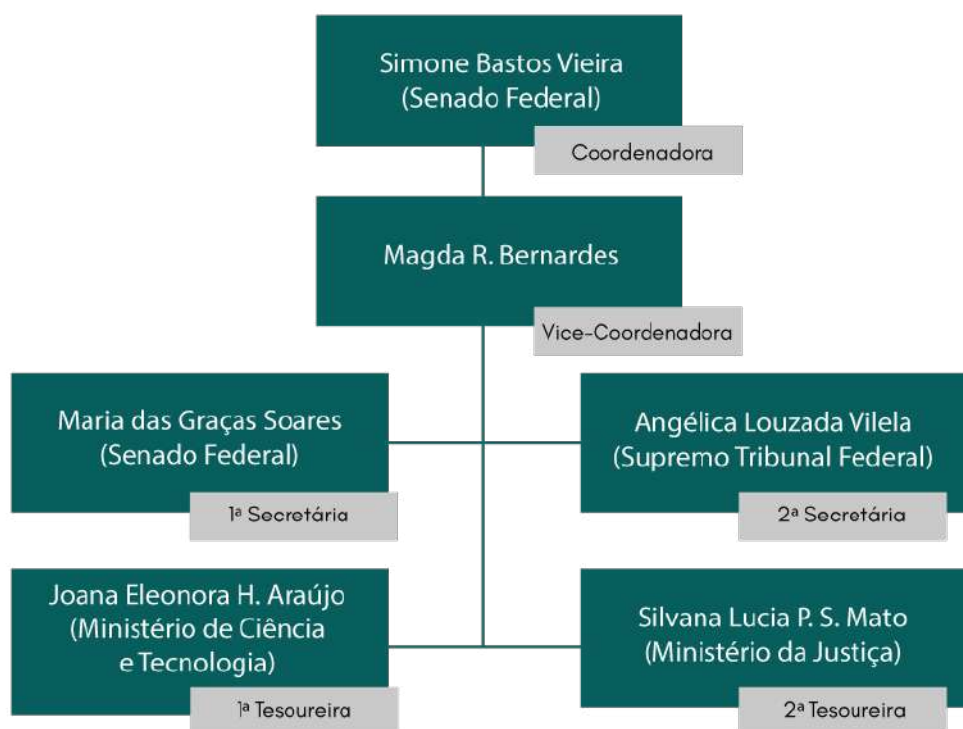 Simone Bastos Vieira
(Senado Federal)
Coordenadora
Magda R. Bernardes
Vice-Coordenadora
Maria das Graças Soares
(Senado Federal)
1ª Secretária
Angélica Louzada Vilela
(Supremo Tribunal Federal)
2ª Secretária
Joana Eleonora H. Araújo
(Ministério de Ciência
e Tecnologia)
1ª Tesoureira
Silvana Lucia P. S. Mato
(Ministério da Justiça)
2ª Tesoureira